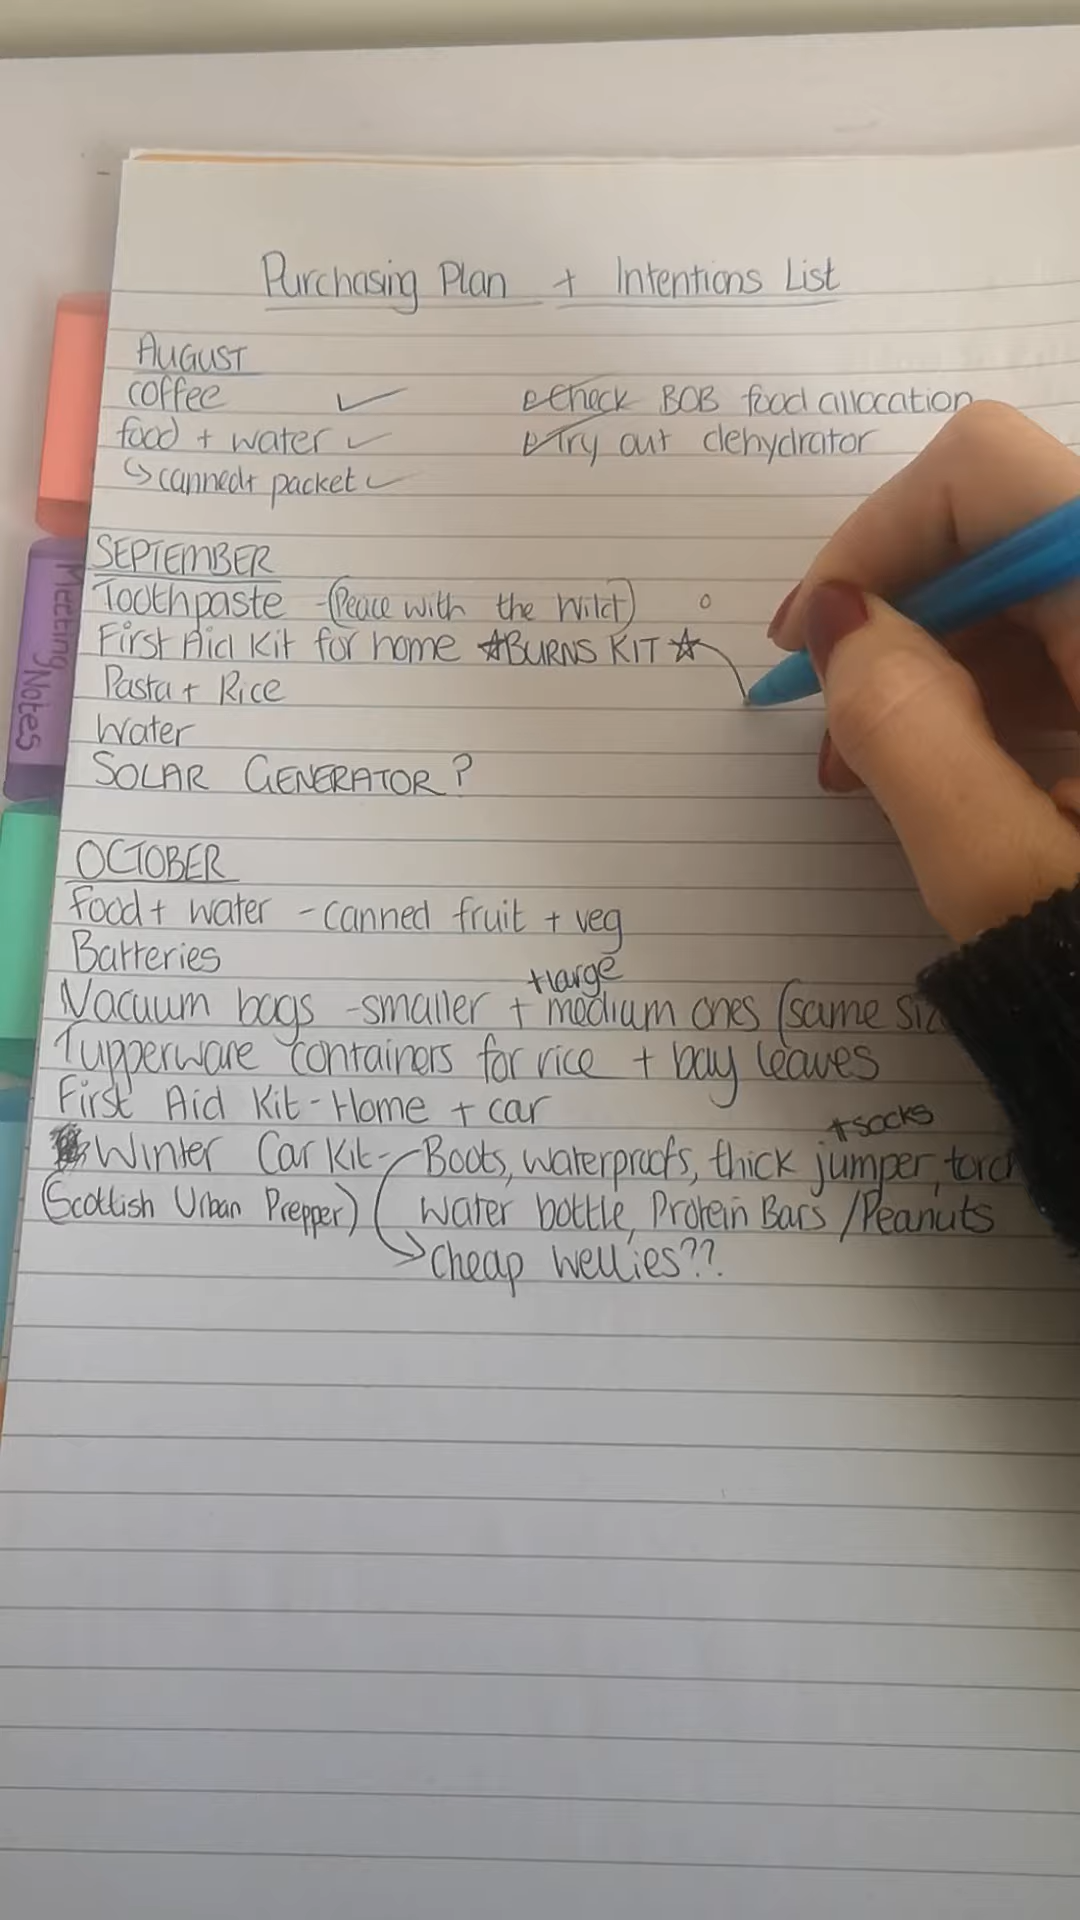 Purchasing Plan + Intentions List
AUGUST
coffee ✓
• Check BOB food allocation
food + water ✓
• Try out dehydrator
↳ canned + packet ✓
SEPTEMBER
Toothpaste - (Peace with the Wild)
First Aid Kit for home ☆BURNS KIT☆
Pasta + Rice
Water
SOLAR GENERATOR?
OCTOBER
Food + water - canned fruit + veg
Batteries
+large
Vacuum bags - smaller + medium ones (same
Tupperware containers for rice + bay leaves
First Aid Kit - Home + car
+socks
Winter Car Kit - Boots, waterproofs, thick jumper, torch
(Scottish Urban Prepper) Water bottle, Protein Bars / Peanuts
→ cheap wellies??
Meeting
Notes